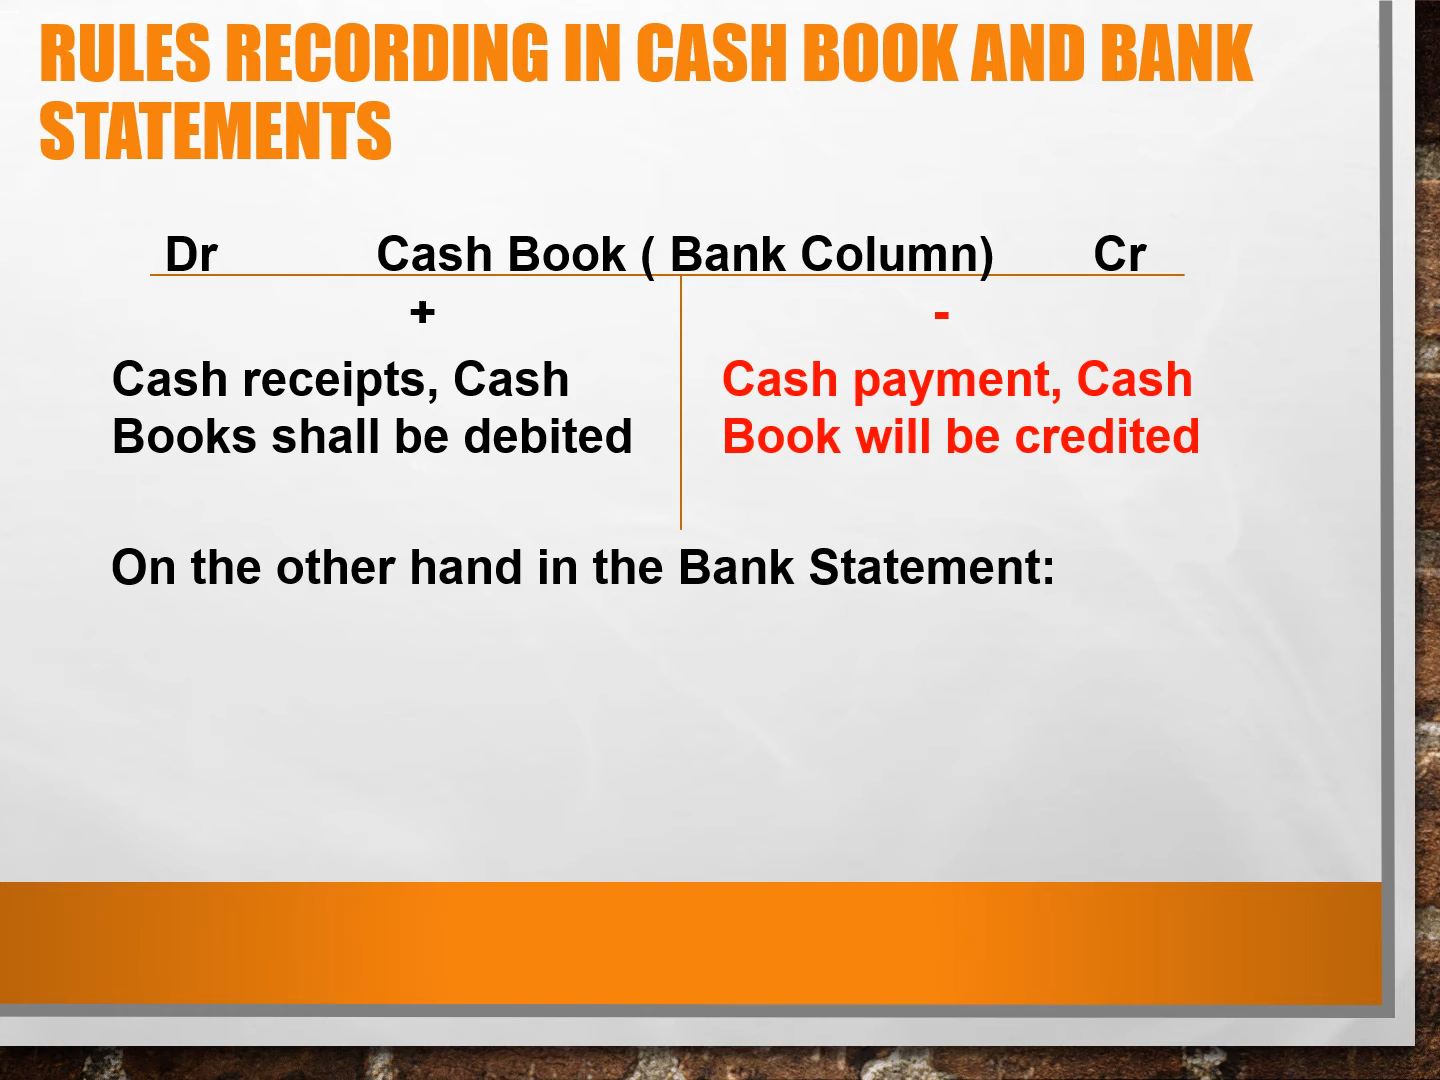 RULES RECORDING IN CASH BOOK AND BANK
STATEMENTS
Dr Cash Book ( Bank Column) Cr
+ -
Cash receipts, Cash
Books shall be debited
Cash payment, Cash
Book will be credited
On the other hand in the Bank Statement: